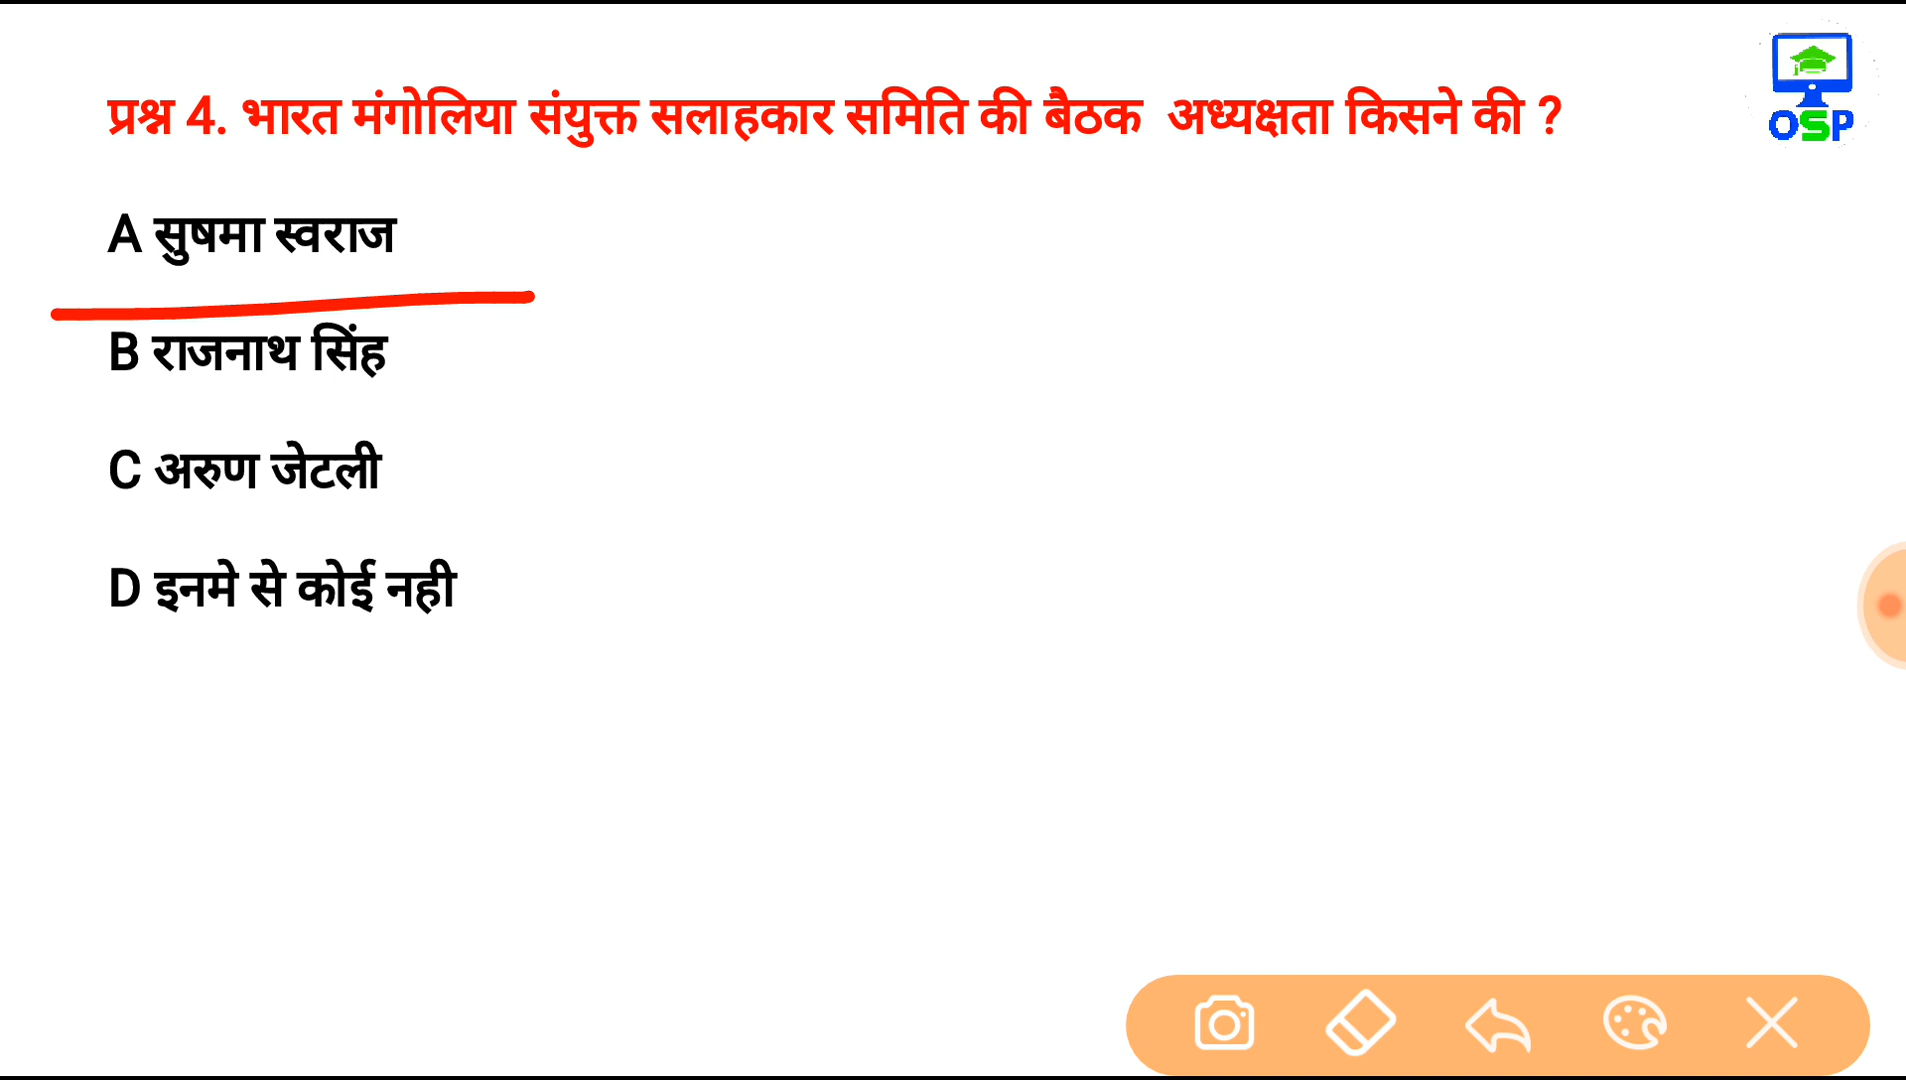 प्रश्न 4. भारत मंगोलिया संयुक्त सलाहकार समिति की बैठक अध्यक्षता किसने की ?
OSP
A सुषमा स्वराज
B राजनाथ सिंह
C अरुण जेटली
D इनमे से कोई नही